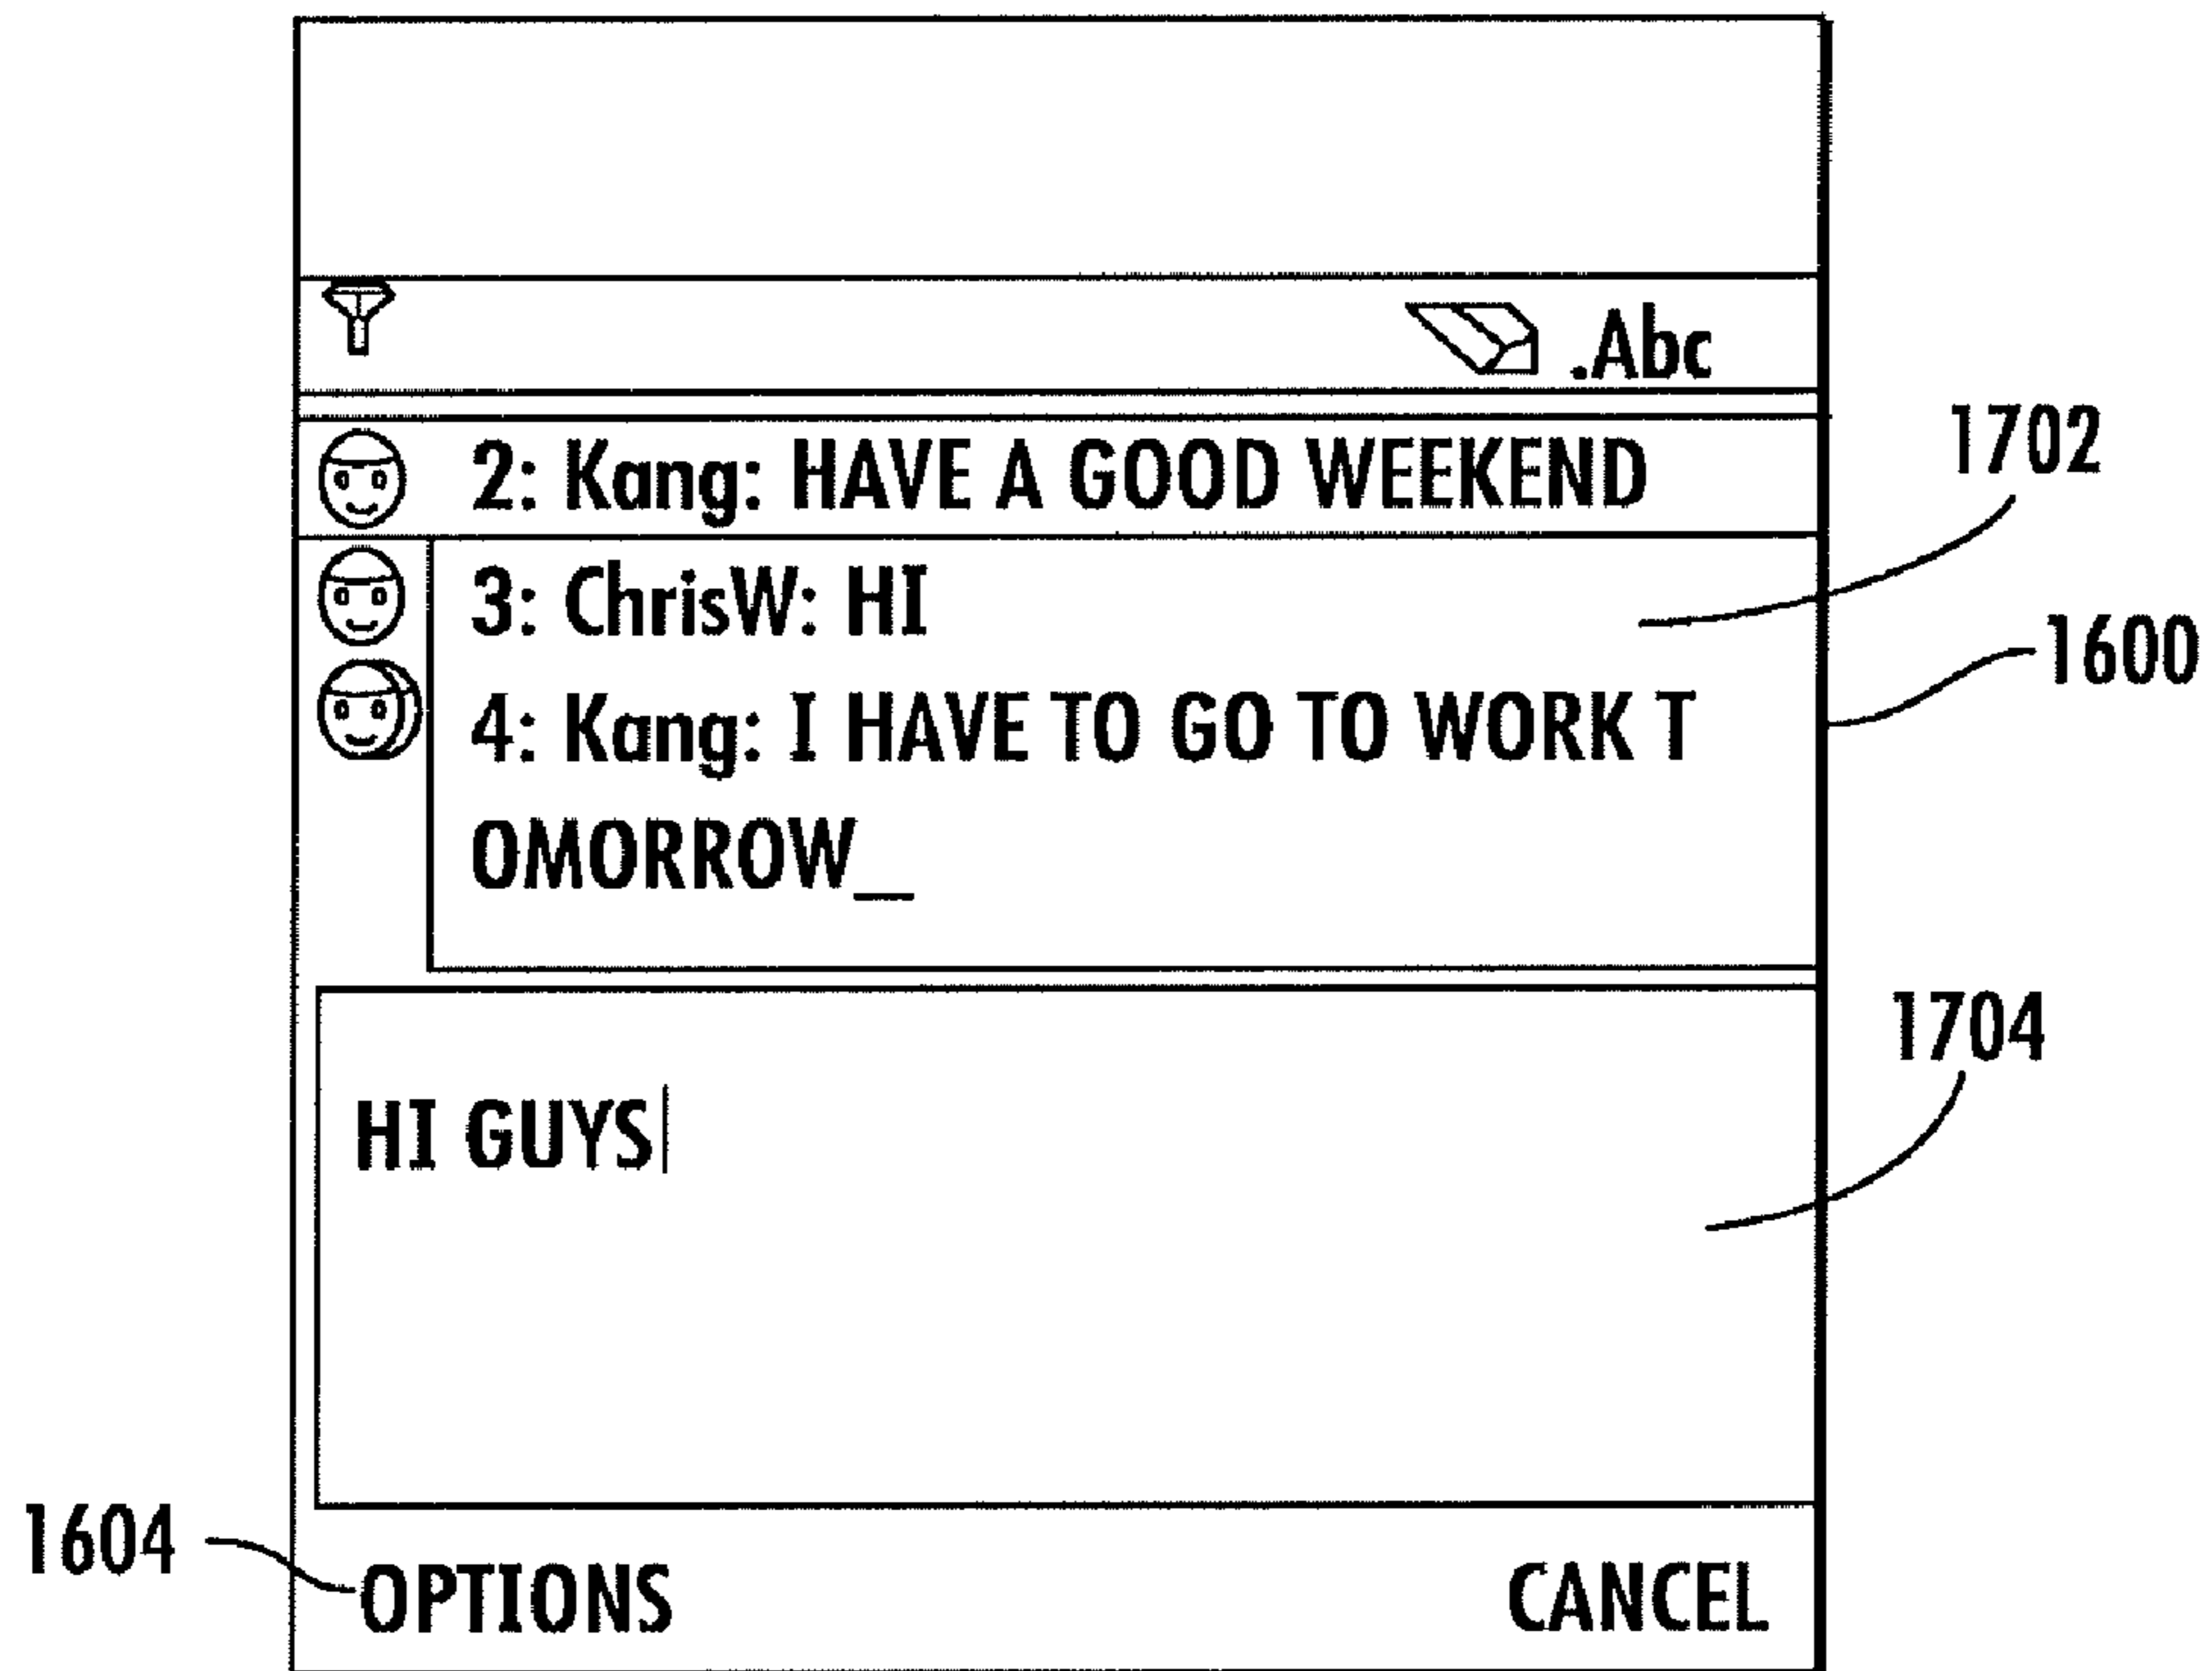 .Abc
2: Kang: HAVE A GOOD WEEKEND
1702
3: ChrisW: HI
1600
4: Kang: I HAVE TO GO TO WORK T
OMORROW_
1704
HI GUYS
1604
OPTIONS
CANCEL